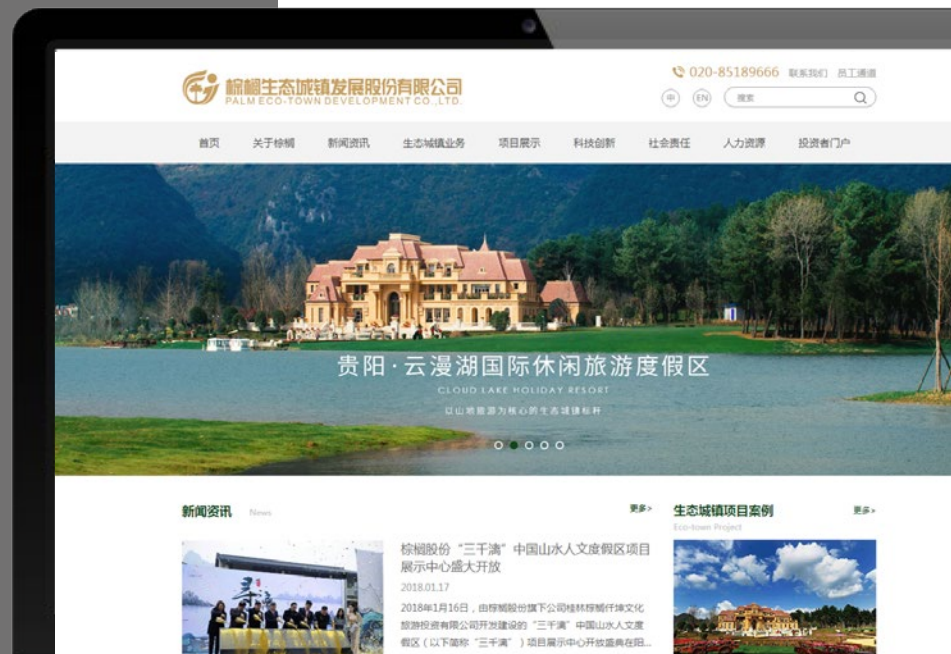 棕榈生态城镇发展股份有限公司
PALM ECO-TOWN DEVELOPMENT CO.,LTD.
020-85189666 联系我们 员工通道
中 EN 搜索
首页 关于棕榈 新闻资讯 生态城镇业务 项目展示 科技创新 社会责任 人力资源 投资者门户
贵阳·云漫湖国际休闲旅游度假区
CLOUD LAKE HOLIDAY RESORT
以山地旅游为核心的生态城镇标杆
新闻资讯 News 更多>
生态城镇项目案例 更多>
Eco-town Project
寻
棕榈股份“三千漓”中国山水人文度假区项目
展示中心盛大开放
2018.01.17
2018年1月16日，由棕榈股份旗下公司桂林棕榈仟坤文化
旅游投资有限公司开发建设的“三千漓”中国山水人文度
假区（以下简称“三千漓”）项目展示中心开放盛典在阳...